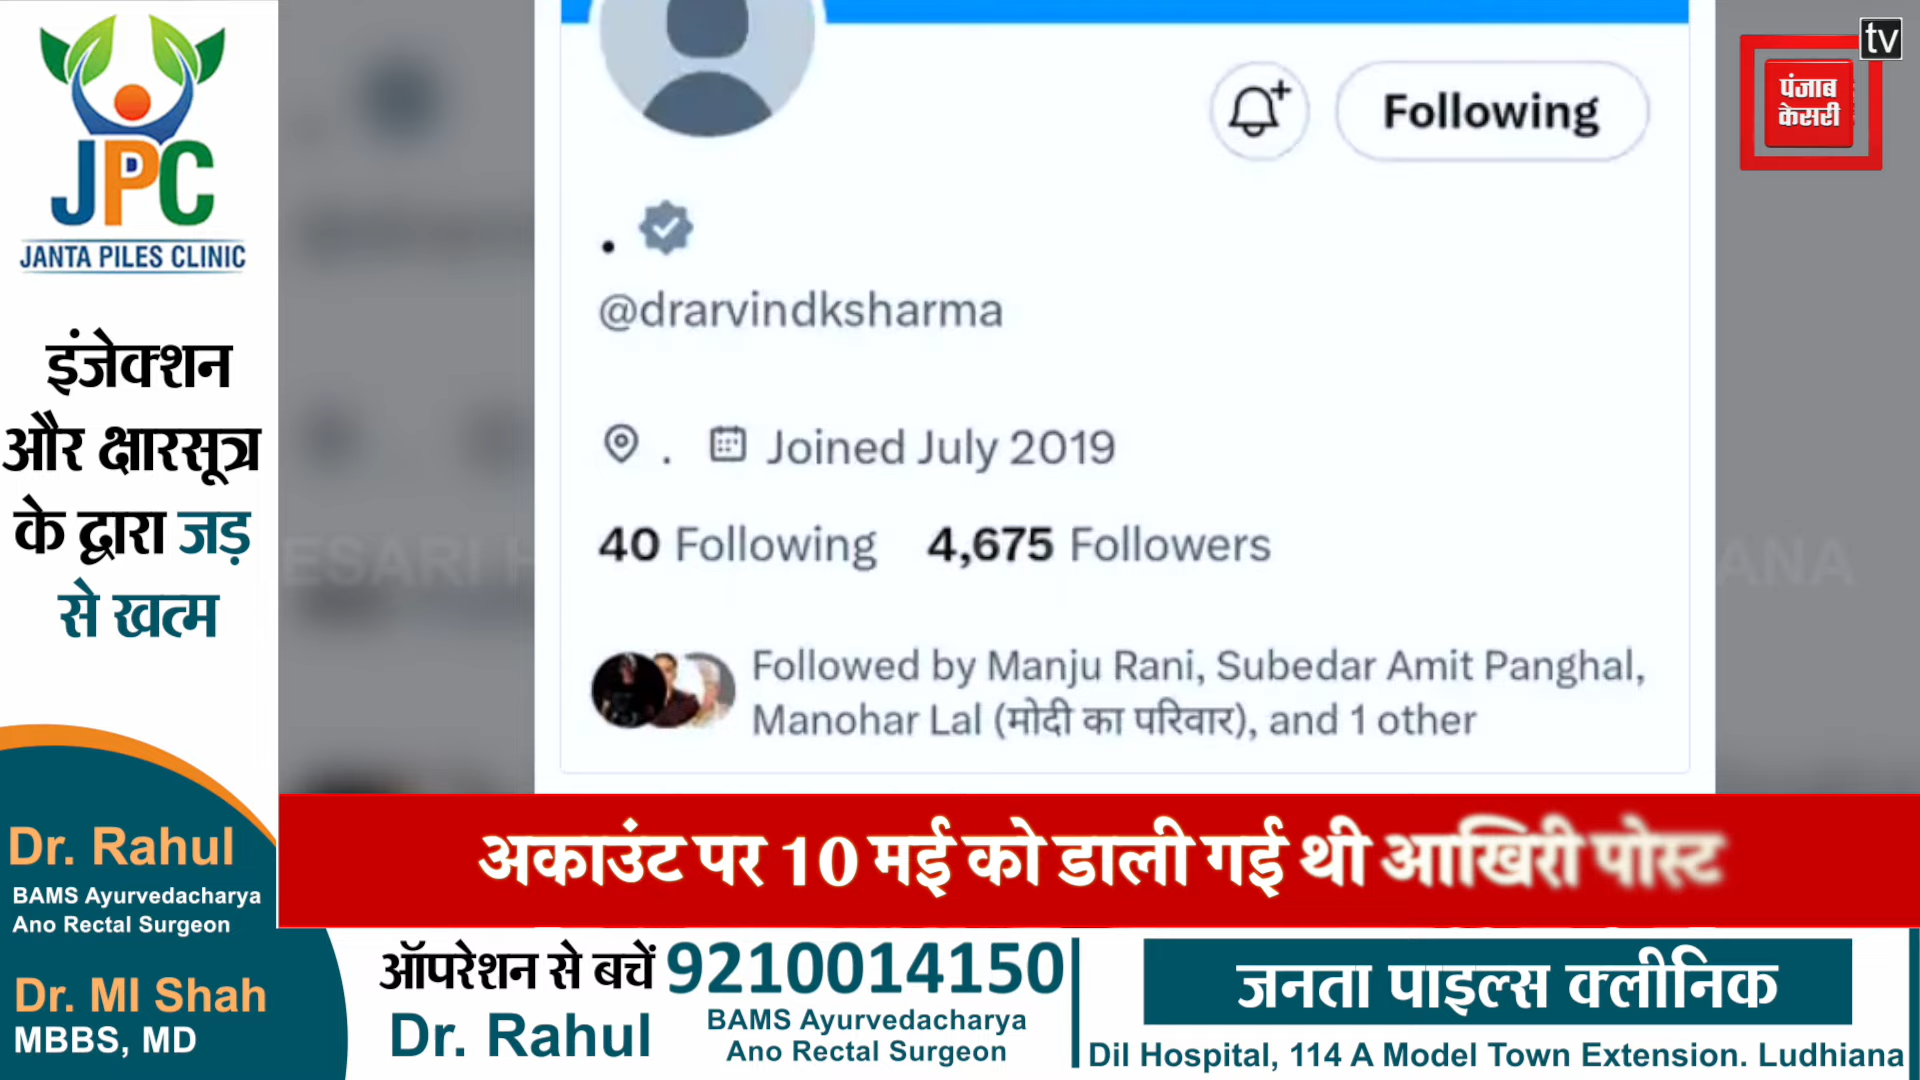 JPC
JANTA PILES CLINIC
इंजेक्शन
और क्षारसूत्र
के द्वारा जड़
से खत्म
Dr. Rahul
BAMS Ayurvedacharya
Ano Rectal Surgeon
Dr. MI Shah
MBBS, MD
tv
पंजाब
केसरी
Following
.
@drarvindksharma
. Joined July 2019
40 Following 4,675 Followers
Followed by Manju Rani, Subedar Amit Panghal,
Manohar Lal (मोदी का परिवार), and 1 other
ESARI H
ANA
अकाउंट पर 10 मई को डाली गई थी आखिरी पोस्ट
ऑपरेशन से बचें 9210014150
Dr. Rahul
BAMS Ayurvedacharya
Ano Rectal Surgeon
जनता पाइल्स क्लीनिक
Dil Hospital, 114 A Model Town Extension. Ludhiana